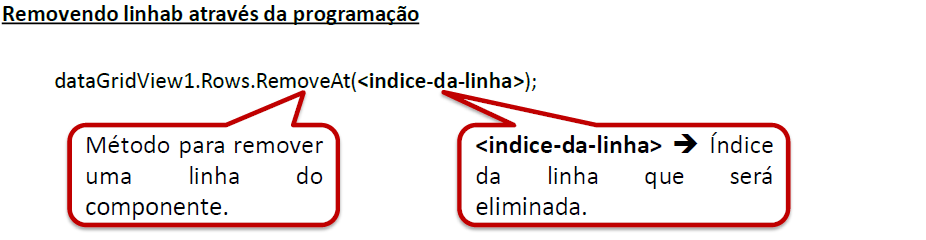 Removendo linhab através da programação
dataGridView1.Rows.RemoveAt(<indice-da-linha>);
Método para remover
uma linha do
componente.
<indice-da-linha> ➔ Índice
da linha que será
eliminada.